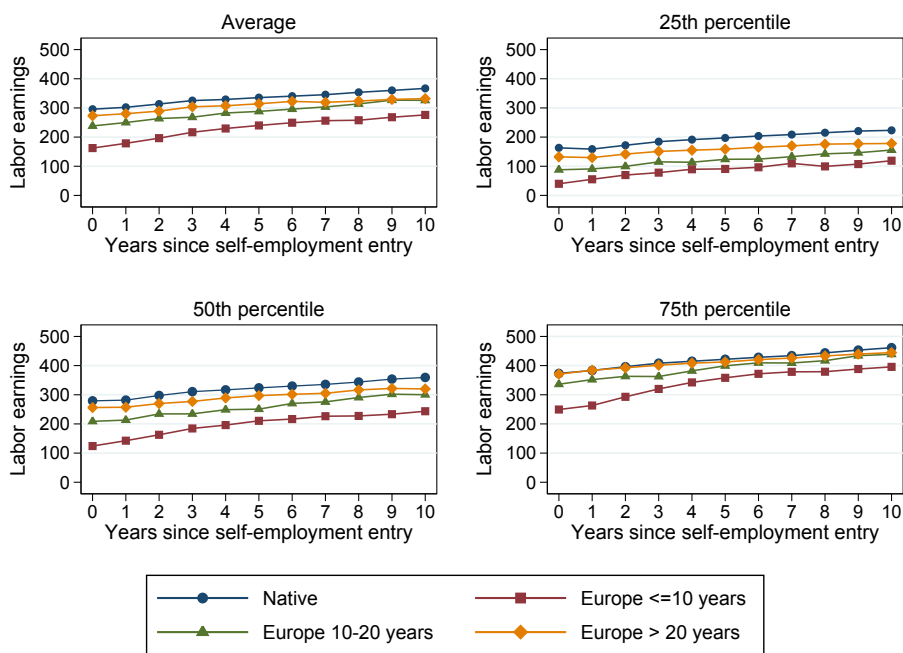 Average
500
400
300
200
100
0
Labor earnings
0 1 2 3 4 5 6 7 8 9 10
Years since self-employment entry
25th percentile
500
400
300
200
100
0
Labor earnings
0 1 2 3 4 5 6 7 8 9 10
Years since self-employment entry
50th percentile
500
400
300
200
100
0
Labor earnings
0 1 2 3 4 5 6 7 8 9 10
Years since self-employment entry
75th percentile
500
400
300
200
100
0
Labor earnings
0 1 2 3 4 5 6 7 8 9 10
Years since self-employment entry
Native
Europe <=10 years
Europe 10-20 years
Europe > 20 years